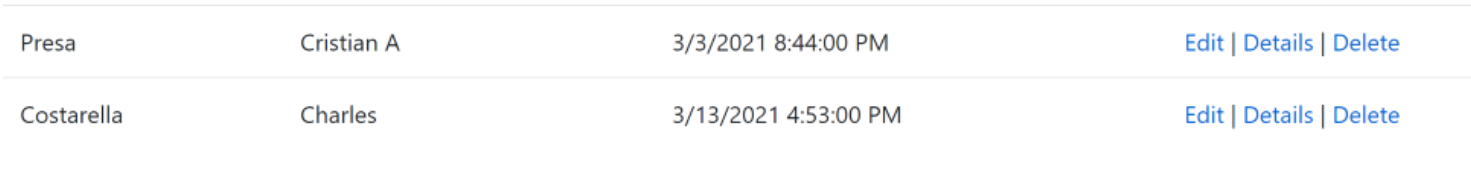 Presa Cristian A 3/3/2021 8:44:00 PM Edit | Details | Delete
Costarella Charles 3/13/2021 4:53:00 PM Edit | Details | Delete